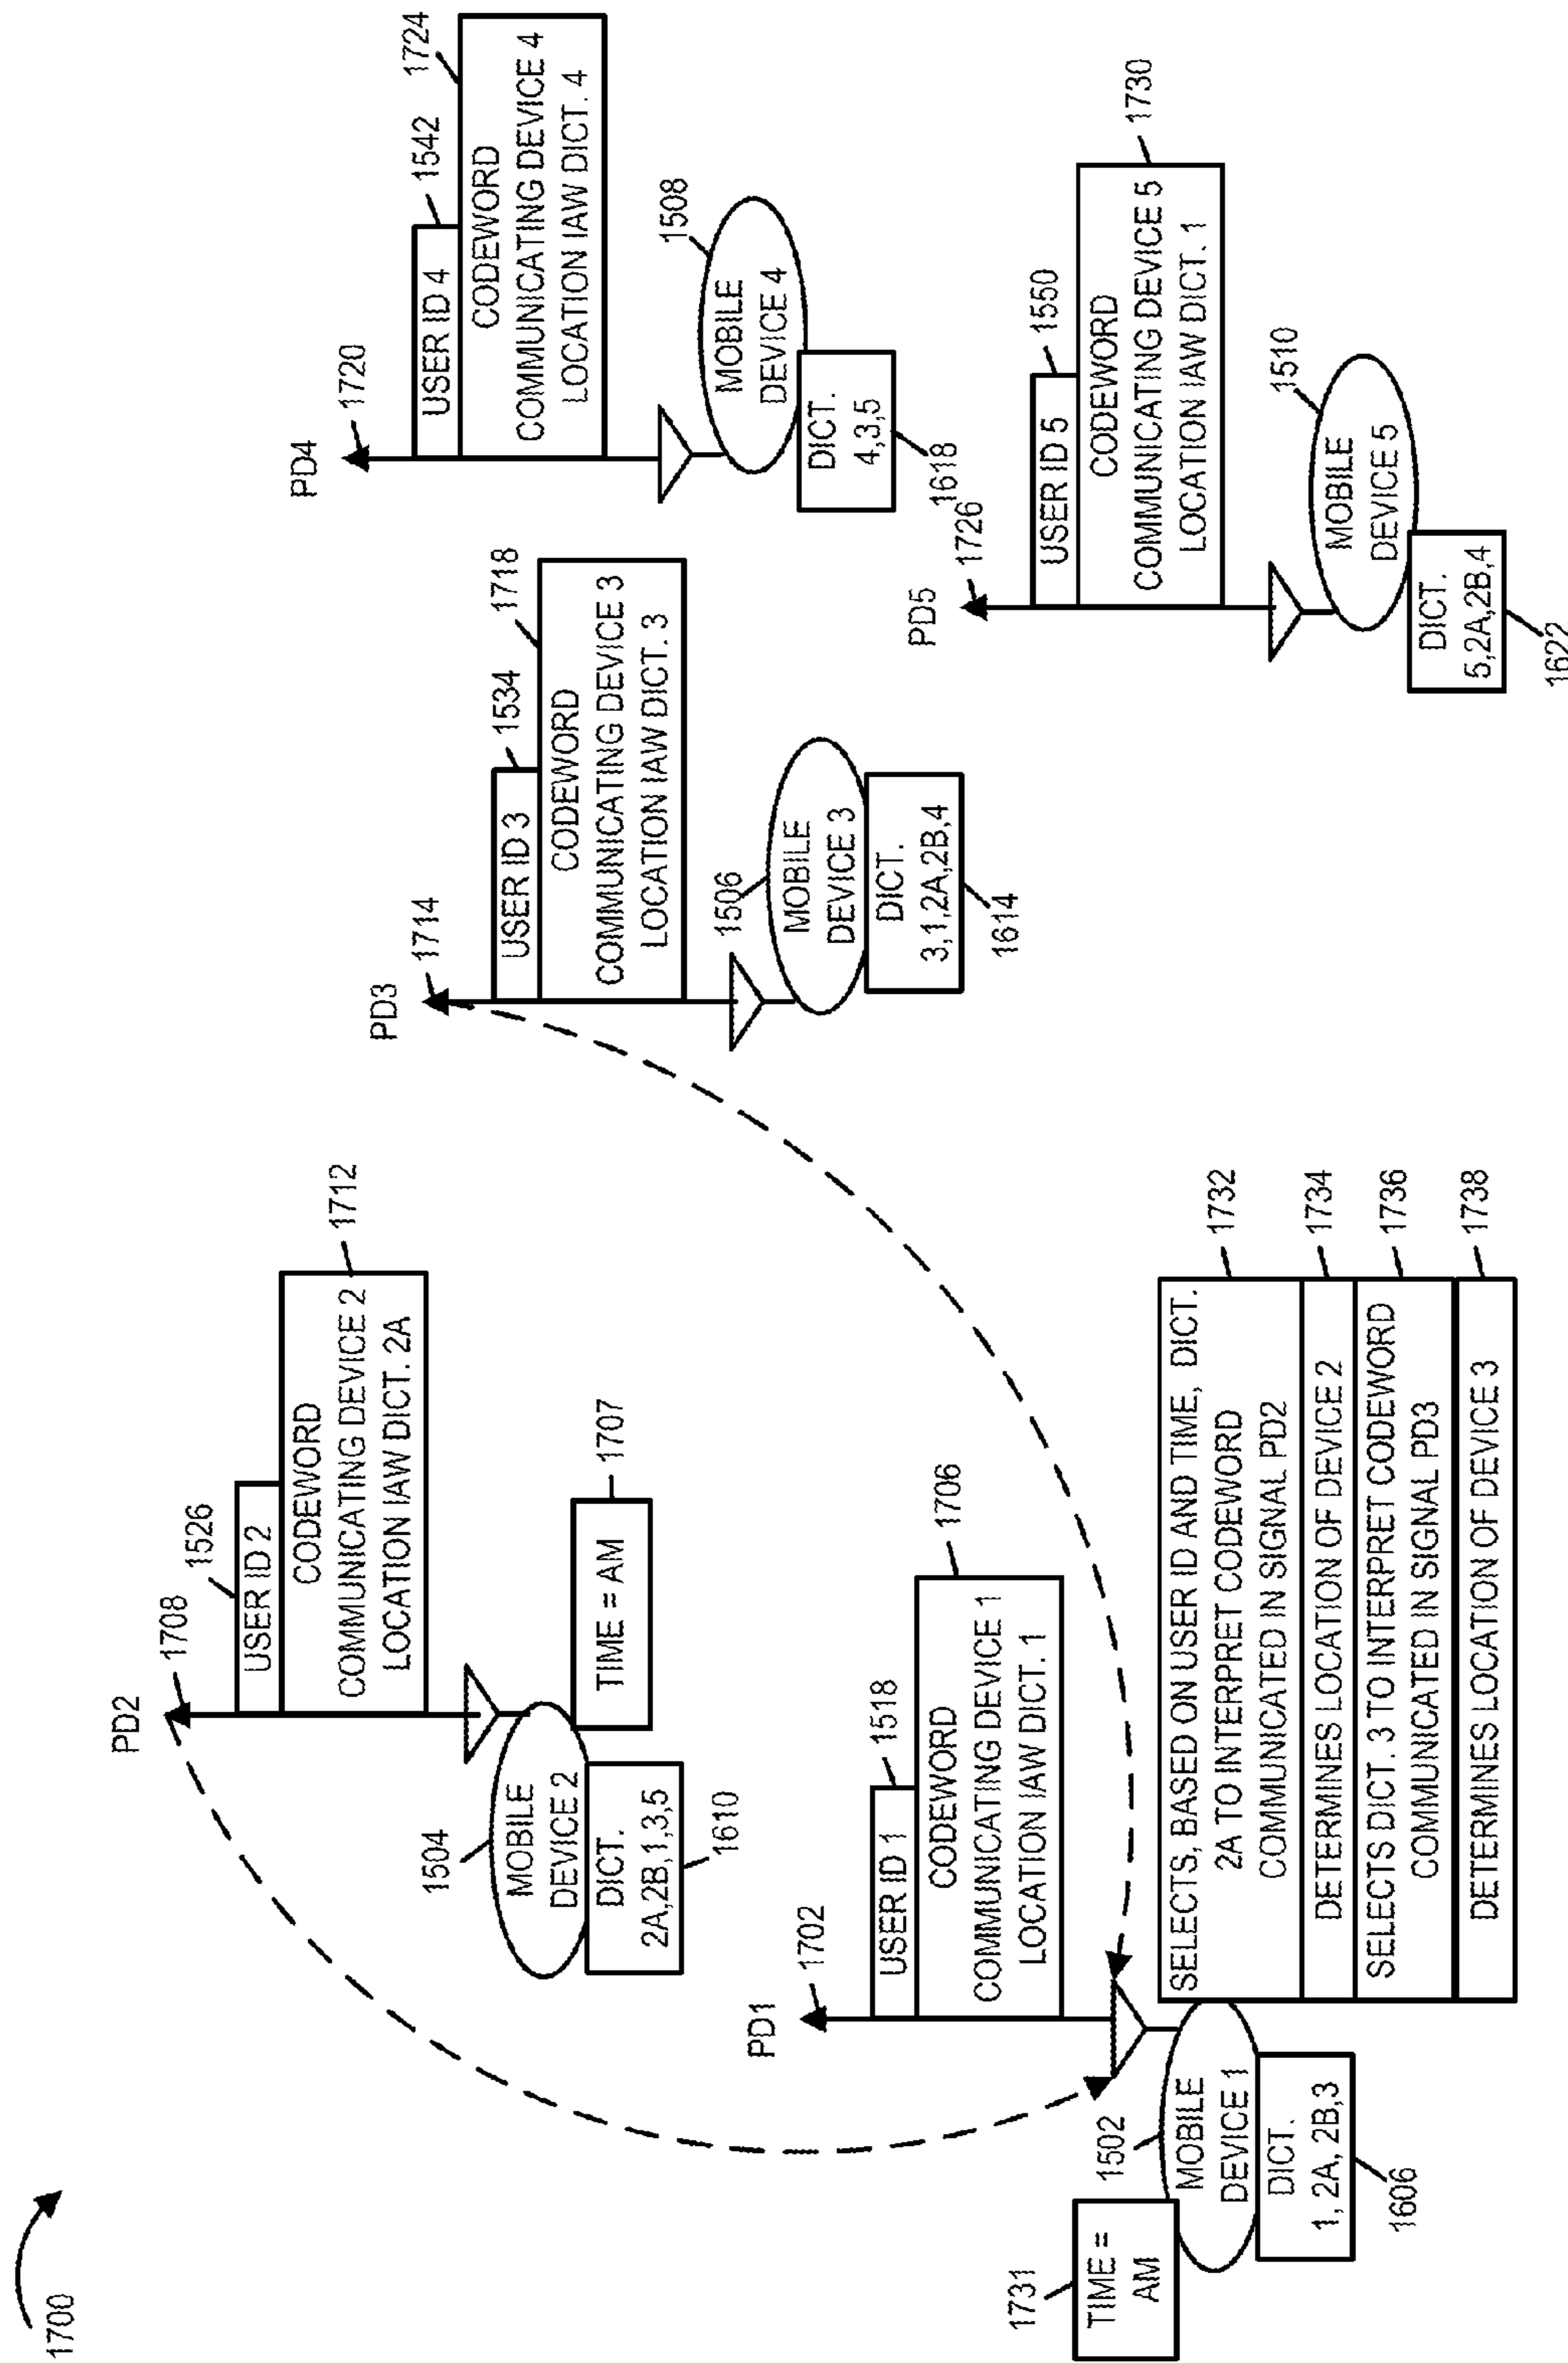 1700
PD2
1708
1526
USER ID 2
CODEWORD
COMMUNICATING DEVICE 2
LOCATION IAW DICT. 2A
1712
1504
MOBILE
DEVICE 2
DICT.
2A,2B,1,3,5
1610
TIME = AM
1707
PD1
1702
USER ID 1
1518
CODEWORD
COMMUNICATING DEVICE 1
LOCATION IAW DICT. 1
1706
1731
TIME =
AM
1502
MOBILE
DEVICE 1
DICT.
1, 2A, 2B,3
1606
SELECTS, BASED ON USER ID AND TIME, DICT.
2A TO INTERPRET CODEWORD
COMMUNICATED IN SIGNAL PD2
1732
DETERMINES LOCATION OF DEVICE 2
1734
SELECTS DICT. 3 TO INTERPRET CODEWORD
COMMUNICATED IN SIGNAL PD3
1736
DETERMINES LOCATION OF DEVICE 3
1738
PD3
1714
USER ID 3
1534
CODEWORD
COMMUNICATING DEVICE 3
LOCATION IAW DICT. 3
1718
1506
MOBILE
DEVICE 3
DICT.
3,1,2A,2B,4
1614
PD4
1720
USER ID 4
1542
CODEWORD
COMMUNICATING DEVICE 4
LOCATION IAW DICT. 4
1724
1508
MOBILE
DEVICE 4
DICT.
4,3,5
1618
PD5
1726
USER ID 5
1550
CODEWORD
COMMUNICATING DEVICE 5
LOCATION IAW DICT. 1
1730
1510
MOBILE
DEVICE 5
DICT.
5,2A,2B,4
1622